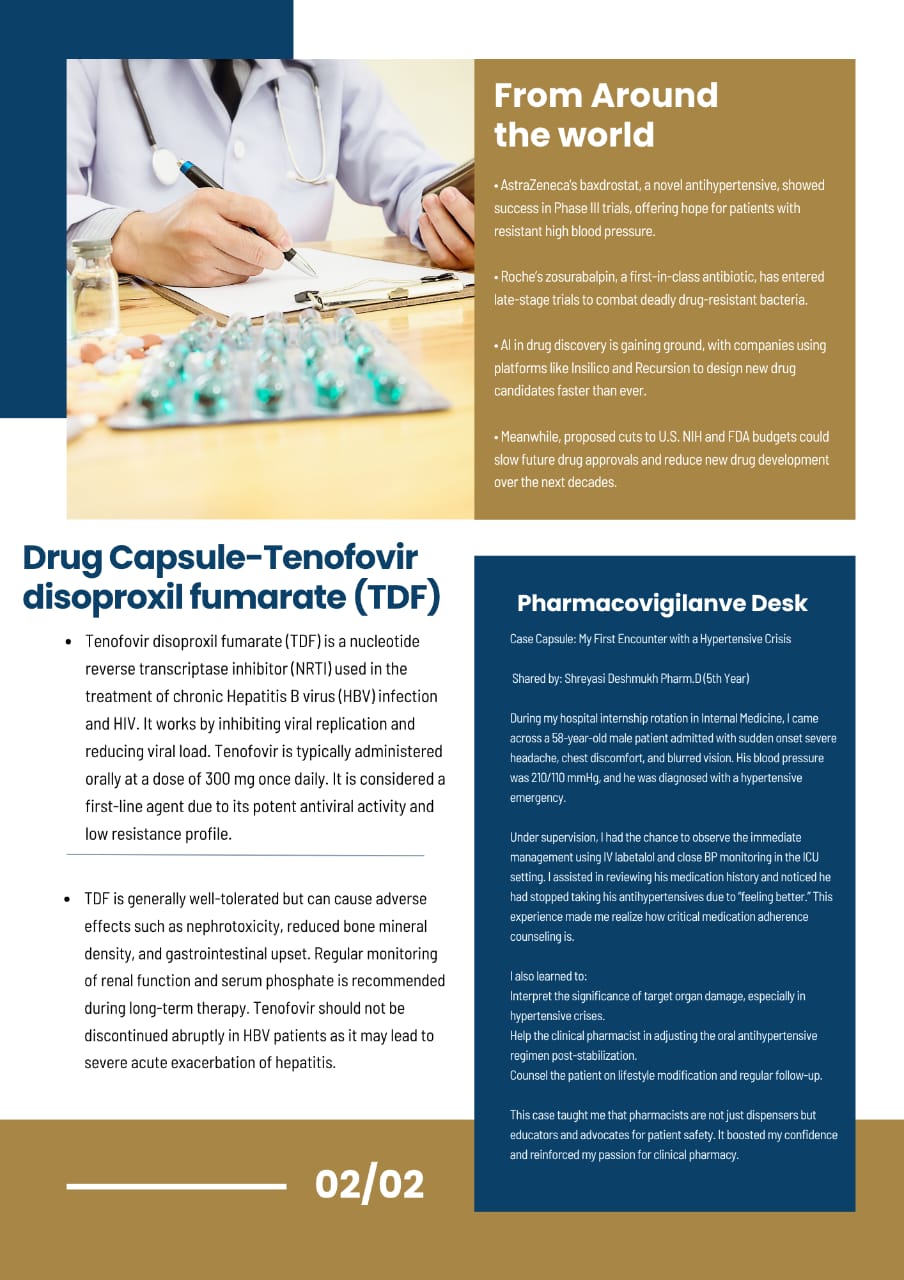 From Around
the world
• AstraZeneca's baxdrostat, a novel antihypertensive, showed
success in Phase III trials, offering hope for patients with
resistant high blood pressure.
• Roche's zosurabalpin, a first-in-class antibiotic, has entered
late-stage trials to combat deadly drug-resistant bacteria.
• AI in drug discovery is gaining ground, with companies using
platforms like Insilico and Recursion to design new drug
candidates faster than ever.
• Meanwhile, proposed cuts to U.S. NIH and FDA budgets could
slow future drug approvals and reduce new drug development
over the next decades.
Drug Capsule-Tenofovir
disoproxil fumarate (TDF)
• Tenofovir disoproxil fumarate (TDF) is a nucleotide
reverse transcriptase inhibitor (NRTI) used in the
treatment of chronic Hepatitis B virus (HBV) infection
and HIV. It works by inhibiting viral replication and
reducing viral load. Tenofovir is typically administered
orally at a dose of 300 mg once daily. It is considered a
first-line agent due to its potent antiviral activity and
low resistance profile.
• TDF is generally well-tolerated but can cause adverse
effects such as nephrotoxicity, reduced bone mineral
density, and gastrointestinal upset. Regular monitoring
of renal function and serum phosphate is recommended
during long-term therapy. Tenofovir should not be
discontinued abruptly in HBV patients as it may lead to
severe acute exacerbation of hepatitis.
Pharmacovigilanve Desk
Case Capsule: My First Encounter with a Hypertensive Crisis
Shared by: Shreyasi Deshmukh Pharm.D (5th Year)
During my hospital internship rotation in Internal Medicine, I came
across a 58-year-old male patient admitted with sudden onset severe
headache, chest discomfort, and blurred vision. His blood pressure
was 210/110 mmHg, and he was diagnosed with a hypertensive
emergency.
Under supervision, I had the chance to observe the immediate
management using IV labetalol and close BP monitoring in the ICU
setting. I assisted in reviewing his medication history and noticed he
had stopped taking his antihypertensives due to "feeling better." This
experience made me realize how critical medication adherence
counseling is.
I also learned to:
Interpret the significance of target organ damage, especially in
hypertensive crises.
Help the clinical pharmacist in adjusting the oral antihypertensive
regimen post-stabilization.
Counsel the patient on lifestyle modification and regular follow-up.
This case taught me that pharmacists are not just dispensers but
educators and advocates for patient safety. It boosted my confidence
and reinforced my passion for clinical pharmacy.
02/02